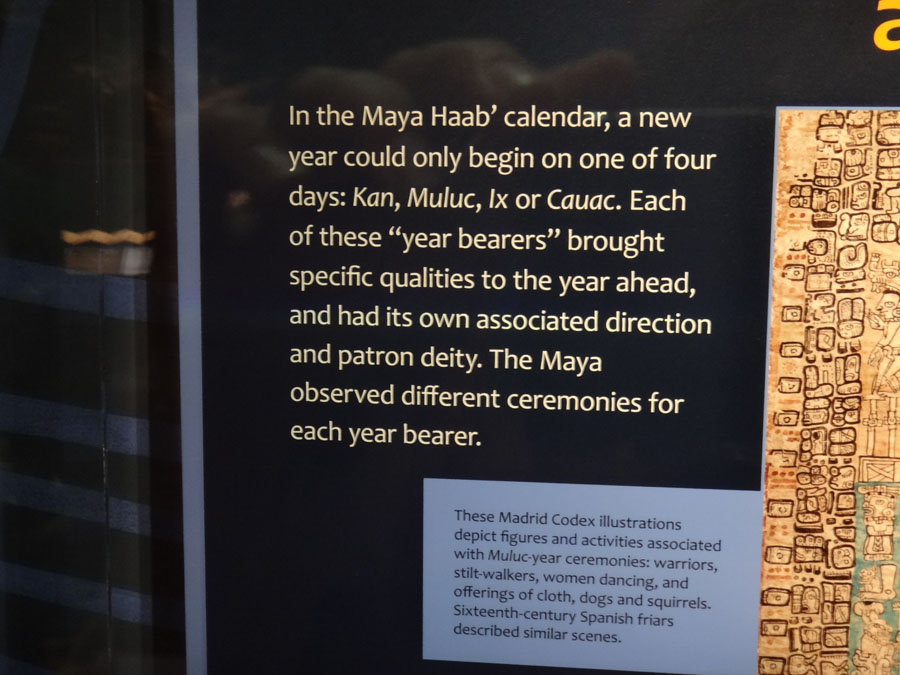 In the Maya Haab’ calendar, a new
year could only begin on one of four
days: Kan, Muluc, Ix or Cauac. Each
of these “year bearers” brought
specific qualities to the year ahead,
and had its own associated direction
and patron deity. The Maya
observed different ceremonies for
each year bearer.
These Madrid Codex illustrations
depict figures and activities associated
with Muluc-year ceremonies: warriors,
stilt-walkers, women dancing, and
offerings of cloth, dogs and squirrels.
Sixteenth-century Spanish friars
described similar scenes.